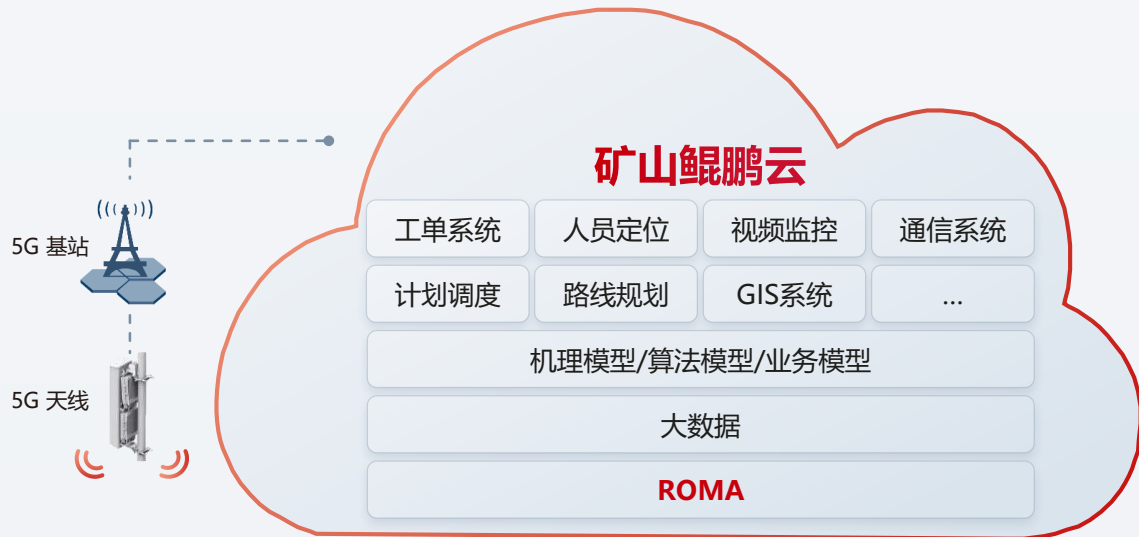 矿山鲲鹏云
工单系统 人员定位 视频监控 通信系统
5G 基站
计划调度 路线规划 GIS系统 ...
机理模型/算法模型/业务模型
5G 天线
大数据
ROMA